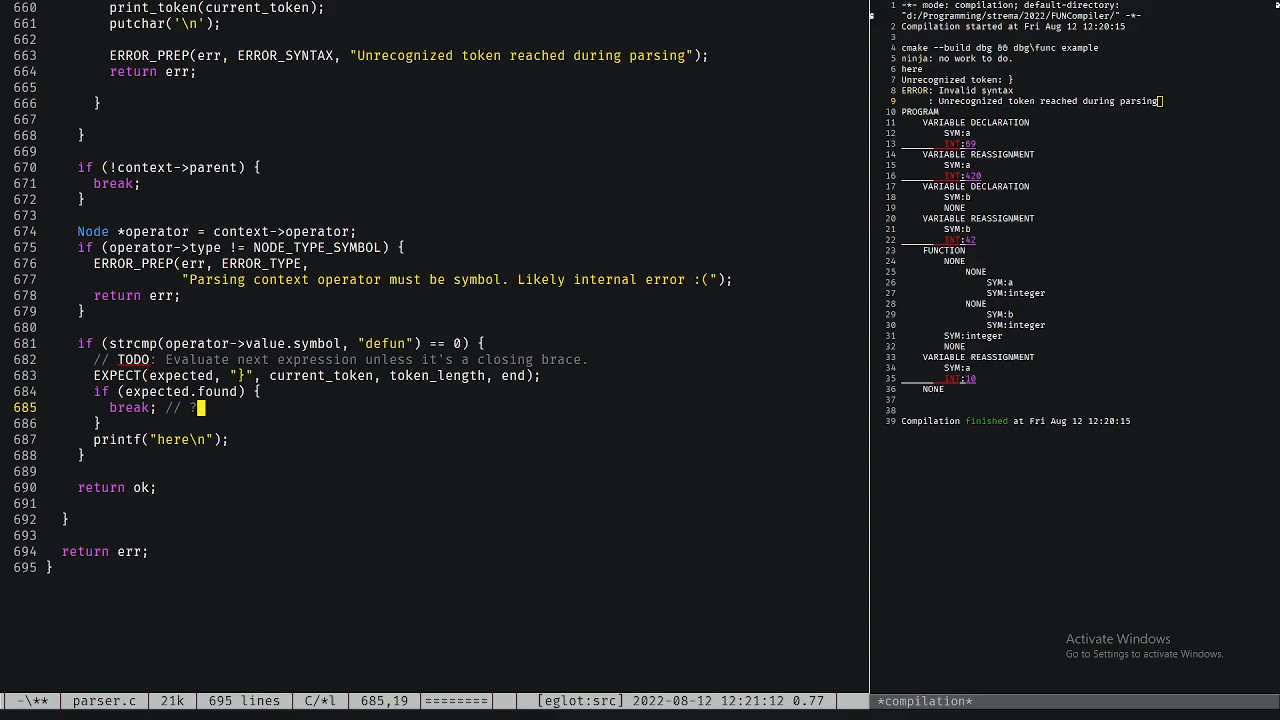 660 print_token(current_token);
661 putchar('\n');
662
663 ERROR_PREP(err, ERROR_SYNTAX, "Unrecognized token reached during parsing");
664 return err;
665
666 }
667
668 }
669
670 if (!context->parent) {
671 break;
672 }
673
674 Node *operator = context->operator;
675 if (operator->type != NODE_TYPE_SYMBOL) {
676 ERROR_PREP(err, ERROR_TYPE,
677 "Parsing context operator must be symbol. Likely internal error :(");
678 return err;
679 }
680
681 if (strcmp(operator->value.symbol, "defun") == 0) {
682 // TODO: Evaluate next expression unless it's a closing brace.
683 EXPECT(expected, "}", current_token, token_length, end);
684 if (expected.found) {
685 break; // ?
686 }
687 printf("here\n");
688 }
689
690 return ok;
691
692 }
693
694 return err;
695 }
-\** parser.c 21k 695 lines C/*l 685,19 ======== [eglot:src] 2022-08-12 12:21:12 0.77
1 -*- mode: compilation; default-directory:
"d:/Programming/strema/2022/FUNCompiler/" -*-
2 Compilation started at Fri Aug 12 12:20:15
3
4 cmake --build dbg && dbg\func example
5 ninja: no work to do.
6 here
7 Unrecognized token: }
8 ERROR: Invalid syntax
9 : Unrecognized token reached during parsing
10 PROGRAM
11 VARIABLE DECLARATION
12 SYM:a
13 INT:69
14 VARIABLE REASSIGNMENT
15 SYM:a
16 INT:420
17 VARIABLE DECLARATION
18 SYM:b
19 NONE
20 VARIABLE REASSIGNMENT
21 SYM:b
22 INT:42
23 FUNCTION
24 NONE
25 NONE
26 SYM:a
27 SYM:integer
28 NONE
29 SYM:b
30 SYM:integer
31 SYM:integer
32 NONE
33 VARIABLE REASSIGNMENT
34 SYM:a
35 INT:10
36 NONE
37
38
39 Compilation finished at Fri Aug 12 12:20:15
Activate Windows
Go to Settings to activate Windows.
*compilation*